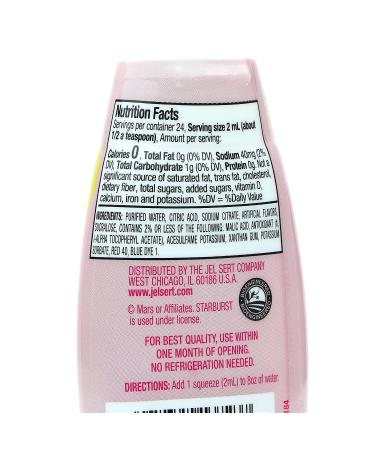 Nutrition Facts
Servings per container 24, Serving size 2 mL (about
1/2 a teaspoon), Amount per serving:
Calories 0, Total Fat 0g (0% DV), Sodium 40mg (2%
DV), Total Carbohydrate 1g (0% DV), Protein 0g. Not a
significant source of saturated fat, trans fat, cholesterol,
dietary fiber, total sugars, added sugars, vitamin D,
calcium, iron and potassium. %DV = %Daily Value
INGREDIENTS: PURIFIED WATER, CITRIC ACID, SODIUM CITRATE, ARTIFICIAL FLAVORS,
SUCRALOSE, CONTAINS 2% OR LESS OF THE FOLLOWING: MALIC ACID, ANTIOXIDANT
ALPHA TOCOPHERYL ACETATE), ACESULFAME POTASSIUM, XANTHAN GUM, POTASSIUM
SORBATE, RED 40, BLUE DYE 1.
DISTRIBUTED BY THE JEL SERT COMPANY
WEST CHICAGO, IL 60186 U.S.A.
www.jelsert.com
© Mars or Affiliates. STARBURST
is used under license.
FOR BEST QUALITY, USE WITHIN
ONE MONTH OF OPENING.
NO REFRIGERATION NEEDED.
DIRECTIONS: Add 1 squeeze (2mL) to 8oz of water.
184